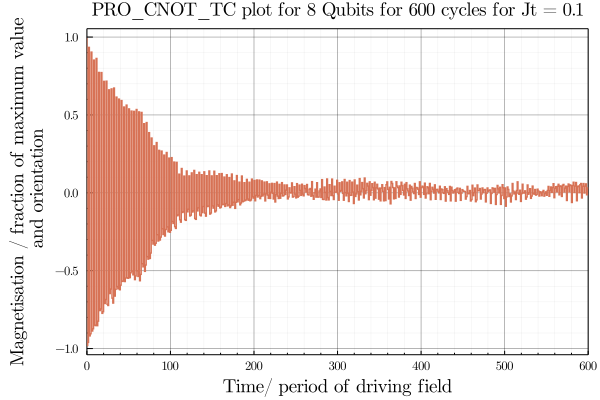 PRO_CNOT_TC plot for 8 Qubits for 600 cycles for Jt = 0.1
Magnetisation / fraction of maximum value
and orientation
1.0
0.5
0.0
−0.5
−1.0
0 100 200 300 400 500 600
Time/ period of driving field